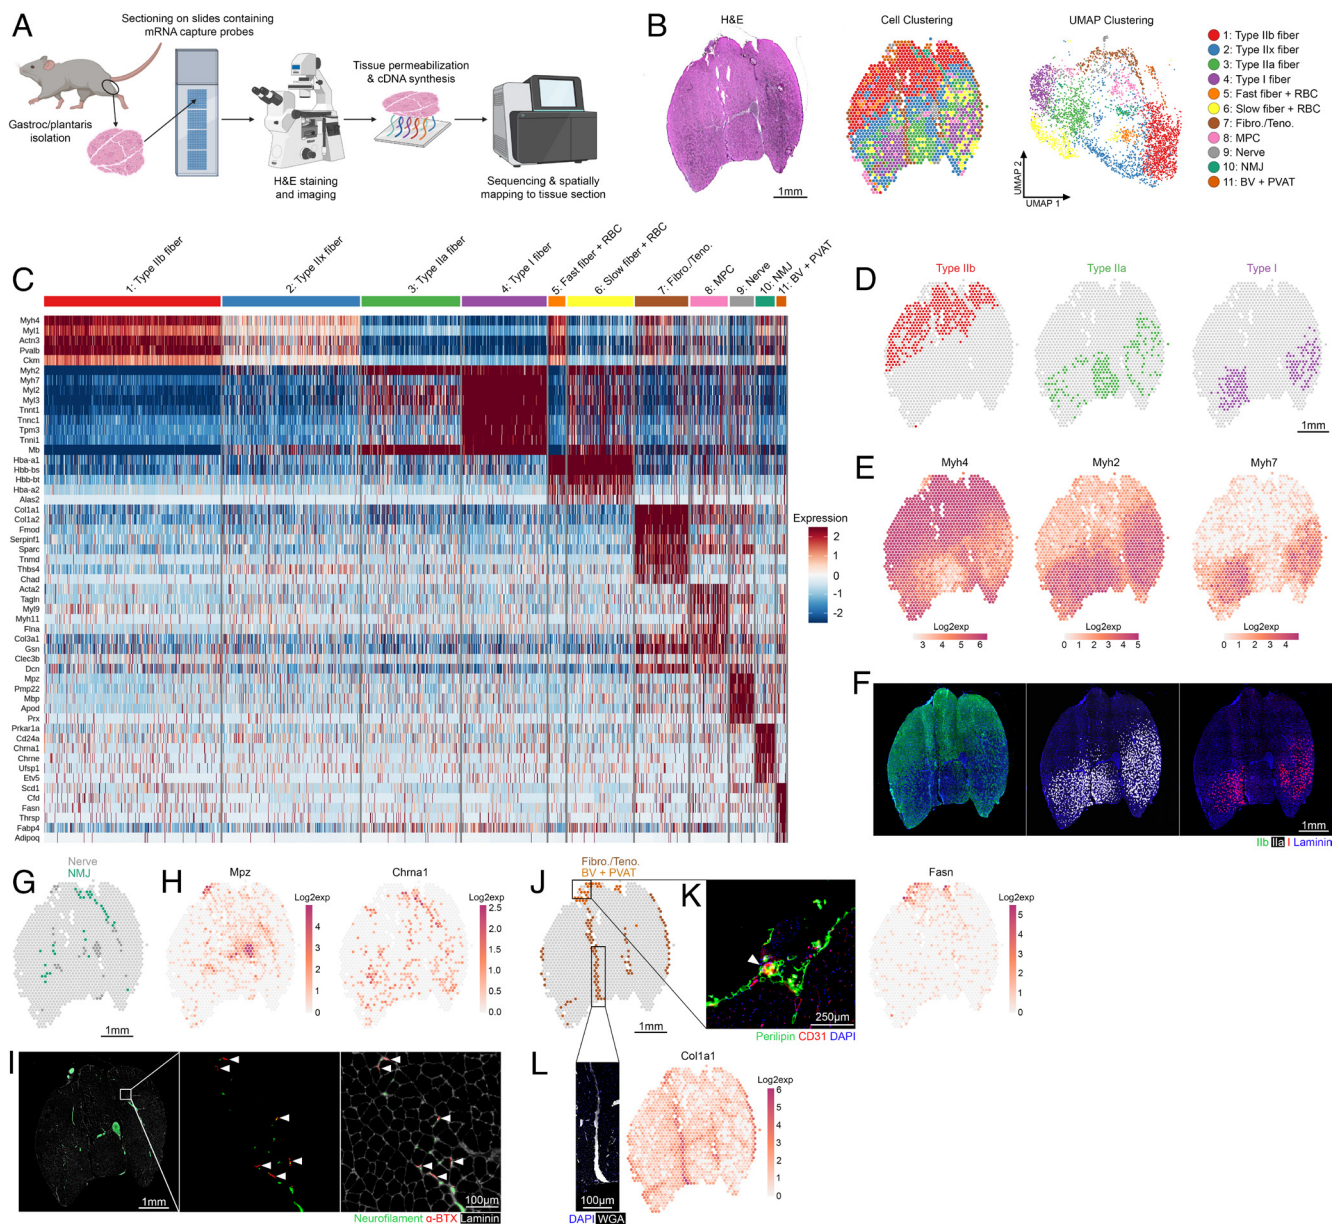 A
Sectioning on slides containing
mRNA capture probes
Gastroc/plantaris
isolation
H&E staining
and imaging
Tissue permeabilization
& cDNA synthesis
Sequencing & spatially
mapping to tissue section
B
H&E
1mm
Cell Clustering
UMAP Clustering
UMAP 2
UMAP 1
1: Type IIb fiber
2: Type IIx fiber
3: Type IIa fiber
4: Type I fiber
5: Fast fiber + RBC
6: Slow fiber + RBC
7: Fibro./Teno.
8: MPC
9: Nerve
10: NMJ
11: BV + PVAT
C
1: Type IIb fiber
2: Type IIx fiber
3: Type IIa fiber
4: Type I fiber
5: Fast fiber + RBC
6: Slow fiber + RBC
7: Fibro./Teno.
8: MPC
9: Nerve
10: NMJ
11: BV + PVAT
Myh4
Myl1
Actn3
Pvalb
Ckm
Myh2
Myh7
Myl2
Myl3
Tnnt1
Tnnc1
Tpm3
Tnni1
Mb
Hba-a1
Hbb-bs
Hbb-bt
Hba-a2
Alas2
Col1a1
Col1a2
Fmod
Serpinf1
Sparc
Tnmd
Thbs4
Chad
Acta2
Tagln
Myl9
Myh11
Flna
Col3a1
Gsn
Clec3b
Dcn
Mpz
Pmp22
Mbp
Apod
Prx
Prkar1a
Cd24a
Chrna1
Chrne
Ufsp1
Etv5
Scd1
Cfd
Fasn
Thrsp
Fabp4
Adipoq
Expression
2
1
0
-1
-2
D
Type IIb
Type IIa
Type I
1mm
E
Myh4
Myh2
Myh7
Log2exp
3 4 5 6
Log2exp
0 1 2 3 4 5
Log2exp
0 1 2 3 4 5 6
F
1mm
IIb IIa I Laminin
G
Nerve
NMJ
1mm
H
Mpz
Log2exp
4
3
2
1
0
Chrna1
Log2exp
2.5
2.0
1.5
1.0
0.5
0.0
I
1mm
100µm
Neurofilament α-BTX Laminin
J
Fibro./Teno.
BV + PVAT
1mm
K
250µm
Perilipin CD31 DAPI
Fasn
Log2exp
5
4
3
2
1
0
L
100µm
DAPI WGA
Col1a1
Log2exp
6
5
4
3
2
1
0